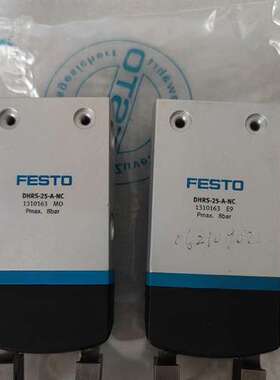 FESTO
DHRS-25-A-NC
1310163 MO
Pmax. 8bar
FESTO
DHRS-25-A-NC
1310163 E9
Pmax. 8bar